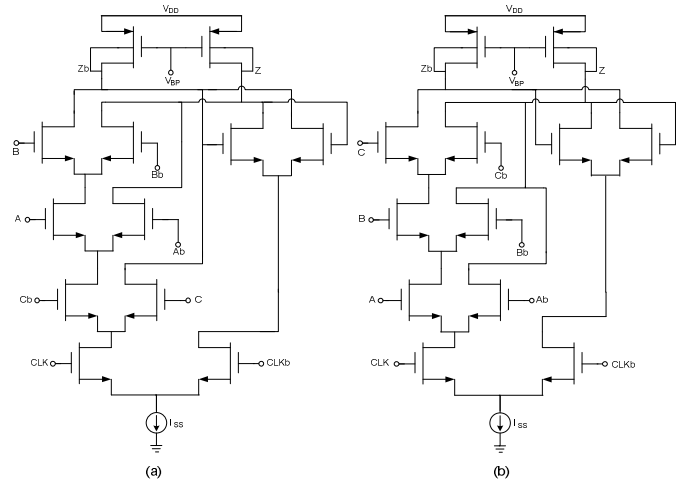 VDD VDD
Zb Z Zb Z
VBP VBP
B Bb C Cb
A Ab B Bb
Cb C A Ab
CLK CLKb CLK CLKb
ISS ISS
(a) (b)